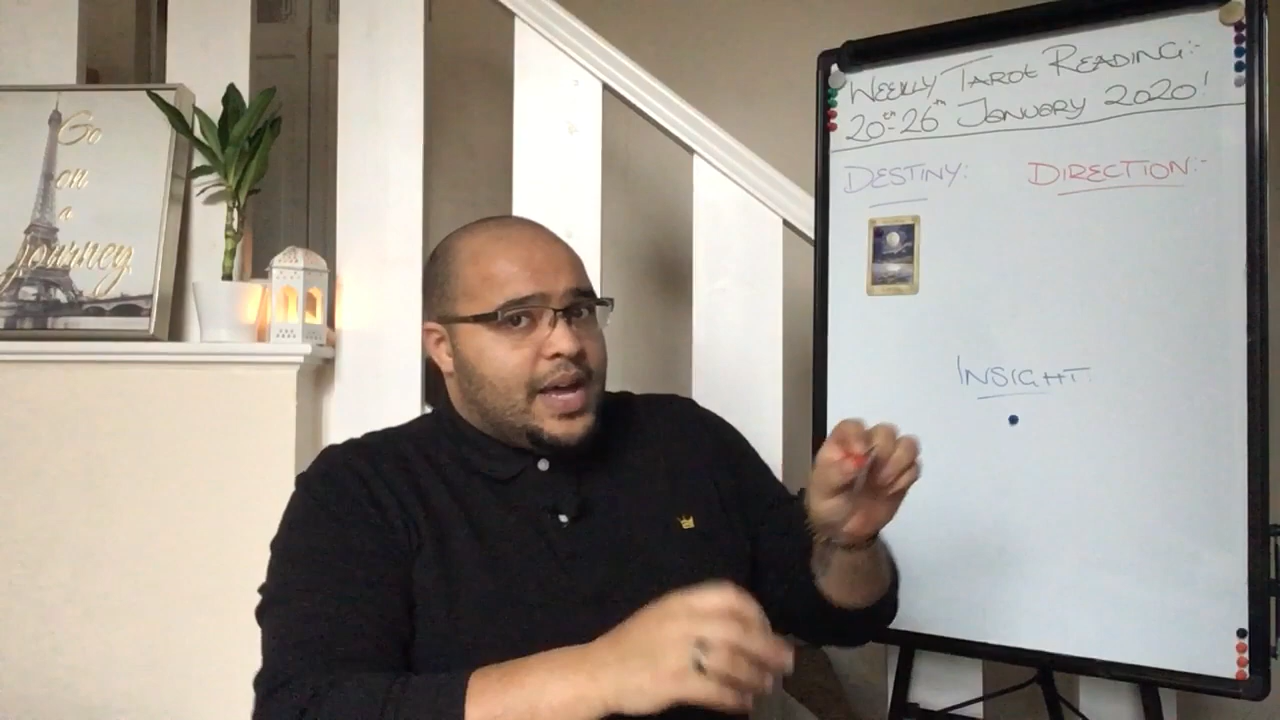 Go
on
a
journey
WEEKLY TAROT READING:-
20th-26th JANUARY 2020!
DESTINY:
DIRECTION:-
INSIGHT